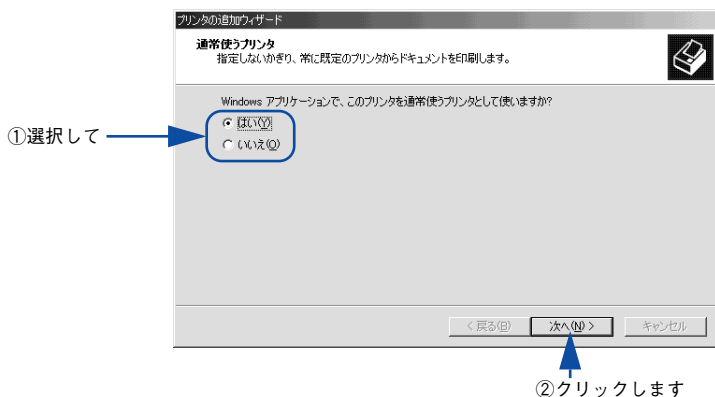 プリンタの追加ウィザード
通常使うプリンタ
指定しないかぎり、常に既定のプリンタからドキュメントを印刷します。
Windows アプリケーションで、このプリンタを通常使うプリンタとして使いますか?
はい(Y)
①選択して
いいえ(O)
< 戻る(B)
次へ(N) >
キャンセル
②クリックします